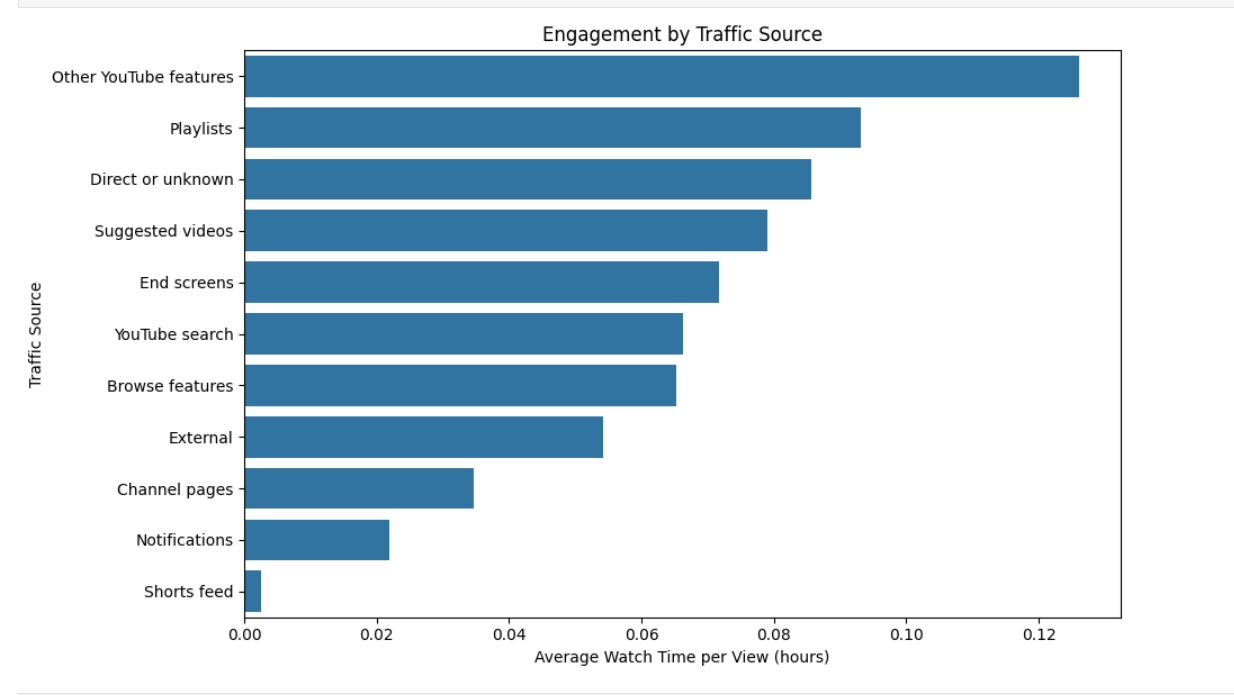 Engagement by Traffic Source
Other YouTube features
Playlists
Direct or unknown
Suggested videos
End screens
YouTube search
Browse features
External
Channel pages
Notifications
Shorts feed
Traffic Source
0.00 0.02 0.04 0.06 0.08 0.10 0.12
Average Watch Time per View (hours)